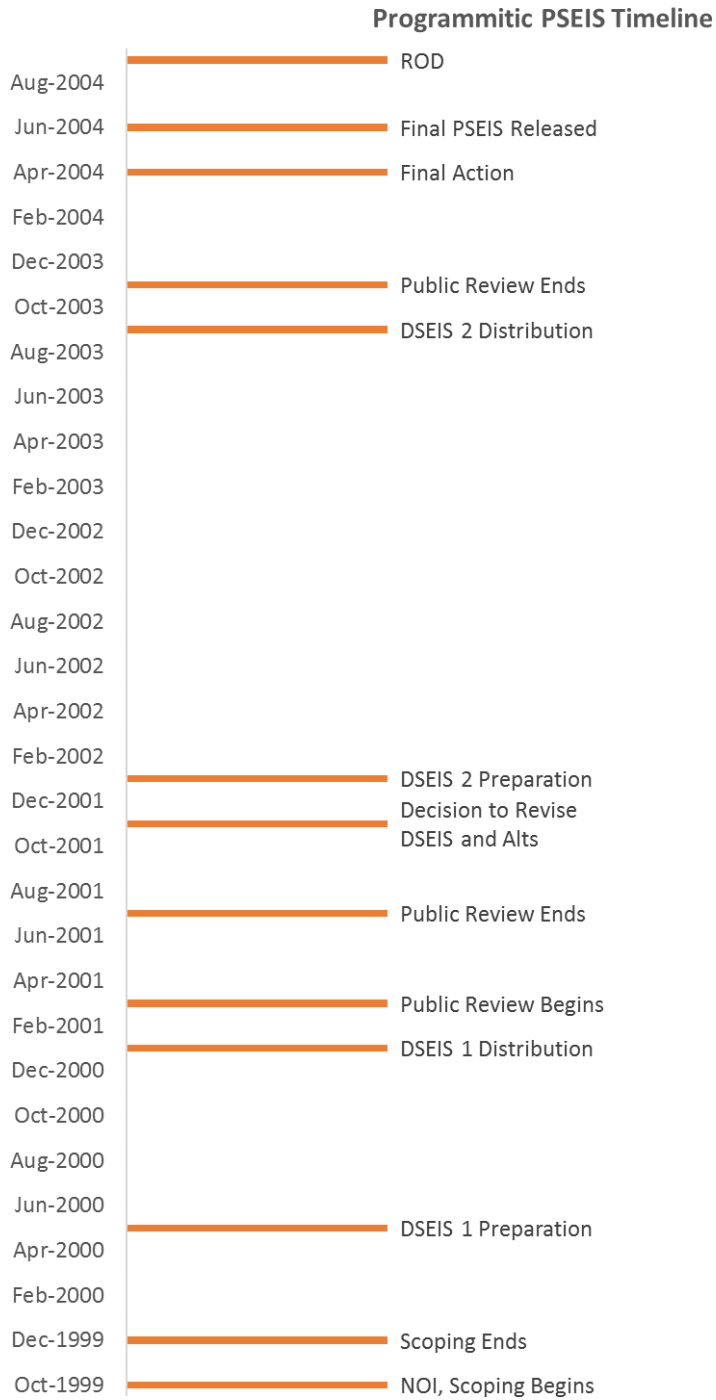 Programmitic PSEIS Timeline
ROD
Aug-2004
Jun-2004
Final PSEIS Released
Apr-2004
Final Action
Feb-2004
Dec-2003
Public Review Ends
Oct-2003
DSEIS 2 Distribution
Aug-2003
Jun-2003
Apr-2003
Feb-2003
Dec-2002
Oct-2002
Aug-2002
Jun-2002
Apr-2002
Feb-2002
DSEIS 2 Preparation
Dec-2001
Decision to Revise
DSEIS and Alts
Oct-2001
Aug-2001
Public Review Ends
Jun-2001
Apr-2001
Public Review Begins
Feb-2001
DSEIS 1 Distribution
Dec-2000
Oct-2000
Aug-2000
Jun-2000
DSEIS 1 Preparation
Apr-2000
Feb-2000
Dec-1999
Scoping Ends
Oct-1999
NOI, Scoping Begins